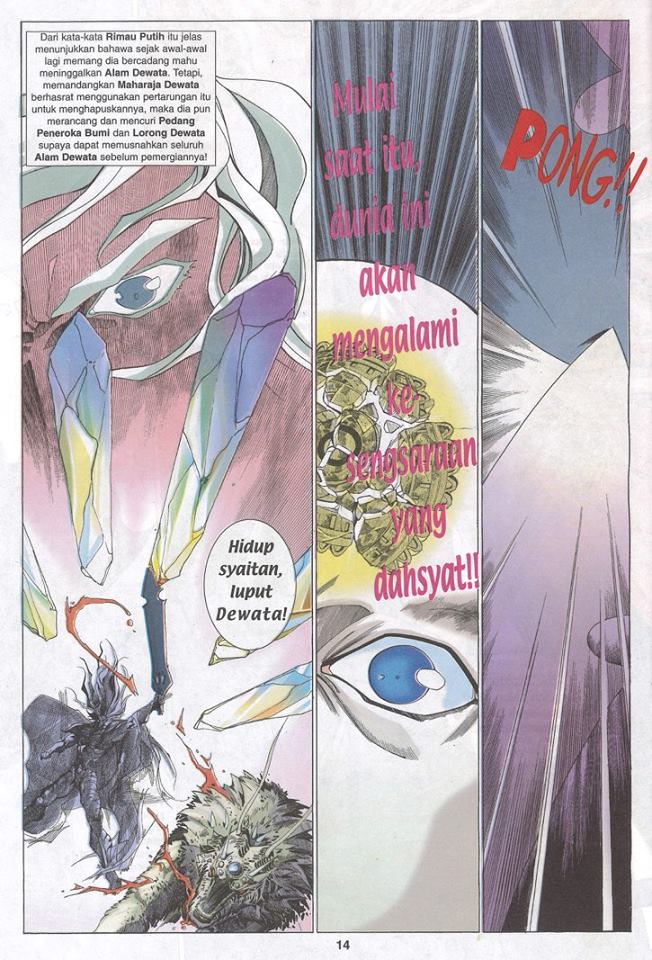 Dari kata-kata Rimau Putih itu jelas
menunjukkan bahawa sejak awal-awal
lagi memang dia bercadang mahu
meninggalkan Alam Dewata. Tetapi,
memandangkan Maharaja Dewata
berhasrat menggunakan pertarungan itu
untuk menghapuskannya, maka dia pun
merancang dan mencuri Pedang
Peneroka Bumi dan Lorong Dewata
supaya dapat memusnahkan seluruh
Alam Dewata sebelum pemergiannya!
Hidup
syaitan,
luput
Dewata!
Mulai
saat itu,
dunia ini
akan
mengalami
ke-
sengsaraan
yang
dahsyat!!
PONG!!
14